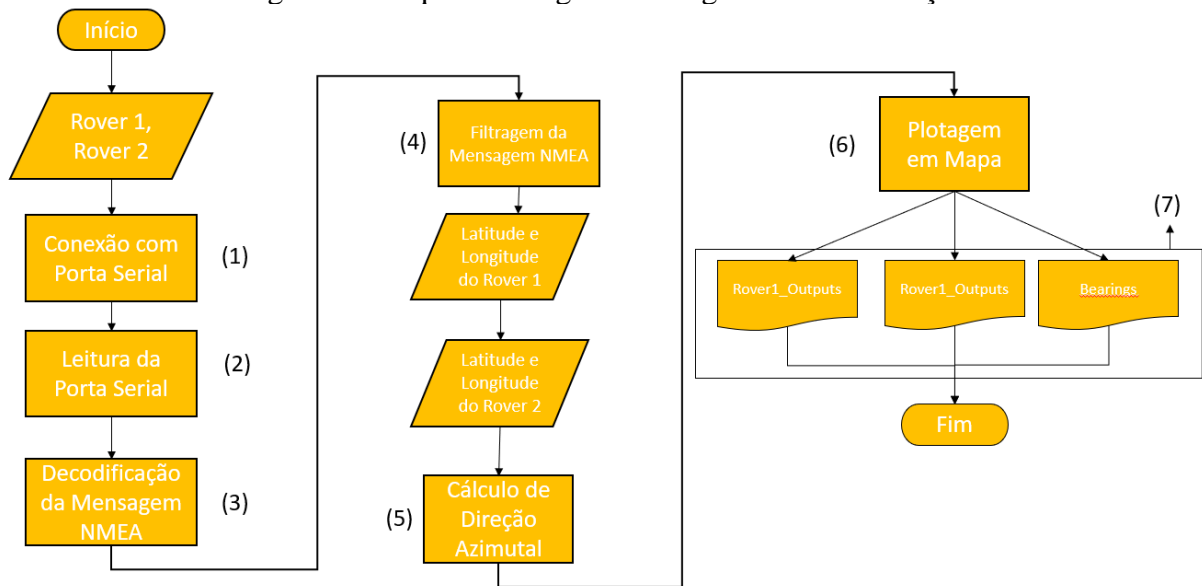 Início
Rover 1,
Rover 2
Conexão com
Porta Serial
(1)
Leitura da
Porta Serial
(2)
Decodificação
da Mensagem
NMEA
(3)
(4)
Filtragem da
Mensagem NMEA
Latitude e
Longitude
do Rover 1
Latitude e
Longitude
do Rover 2
(5)
Cálculo de
Direção
Azimutal
(6)
Plotagem
em Mapa
(7)
Rover1_Outputs
Rover1_Outputs
Bearings
Fim